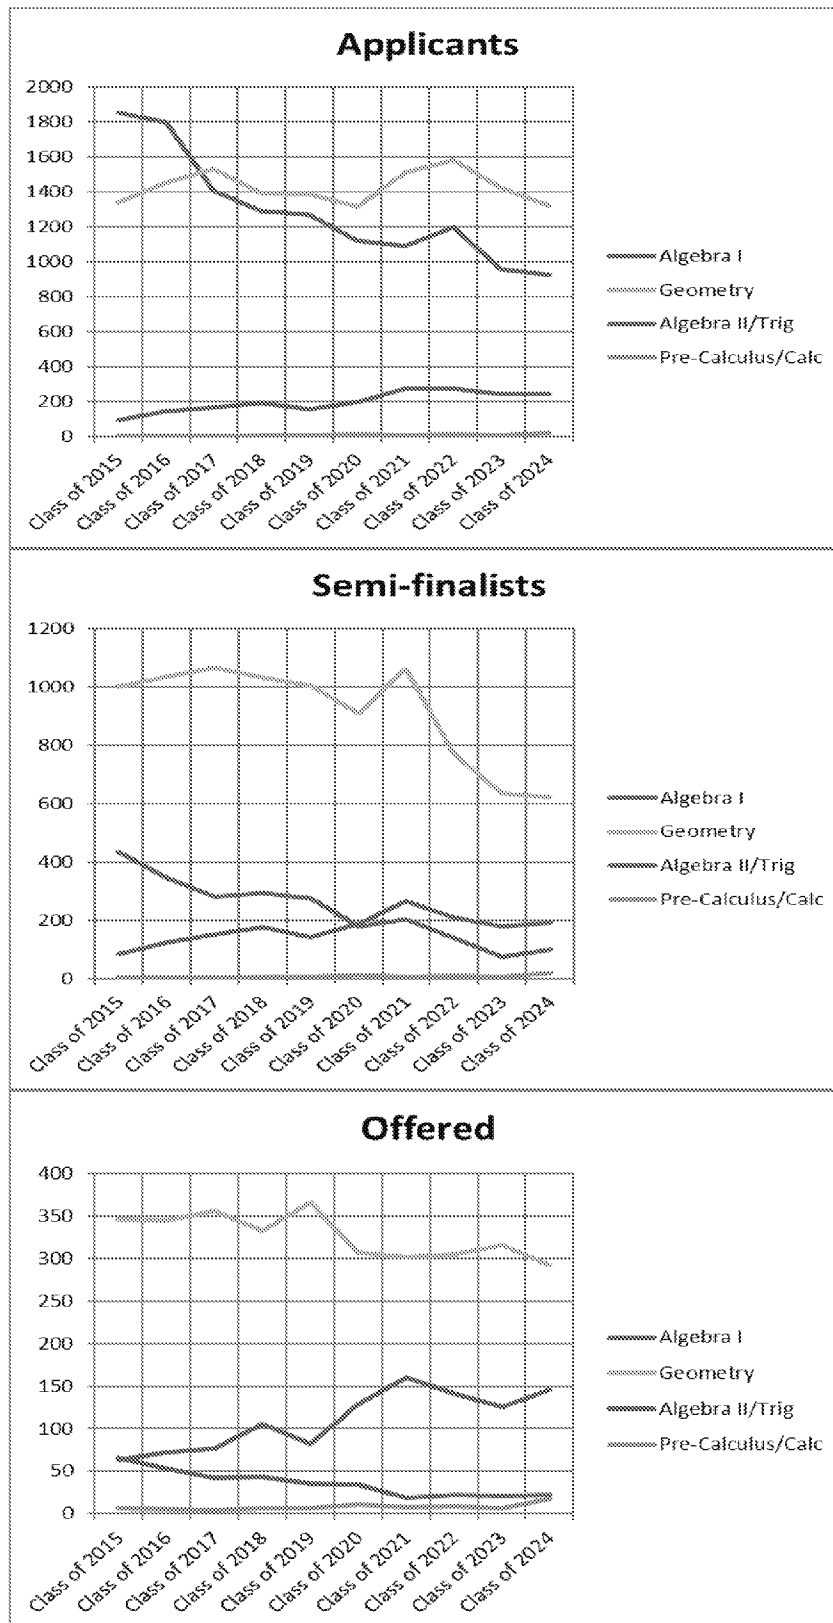 Applicants
2000
1800
1600
1400
1200
1000
800
600
400
200
0
Class of 2015
Class of 2016
Class of 2017
Class of 2018
Class of 2019
Class of 2020
Class of 2021
Class of 2022
Class of 2023
Class of 2024
Algebra I
Geometry
Algebra II/Trig
Pre-Calculus/Calc
Semi-finalists
1200
1000
800
600
400
200
0
Class of 2015
Class of 2016
Class of 2017
Class of 2018
Class of 2019
Class of 2020
Class of 2021
Class of 2022
Class of 2023
Class of 2024
Algebra I
Geometry
Algebra II/Trig
Pre-Calculus/Calc
Offered
400
350
300
250
200
150
100
50
0
Class of 2015
Class of 2016
Class of 2017
Class of 2018
Class of 2019
Class of 2020
Class of 2021
Class of 2022
Class of 2023
Class of 2024
Algebra I
Geometry
Algebra II/Trig
Pre-Calculus/Calc